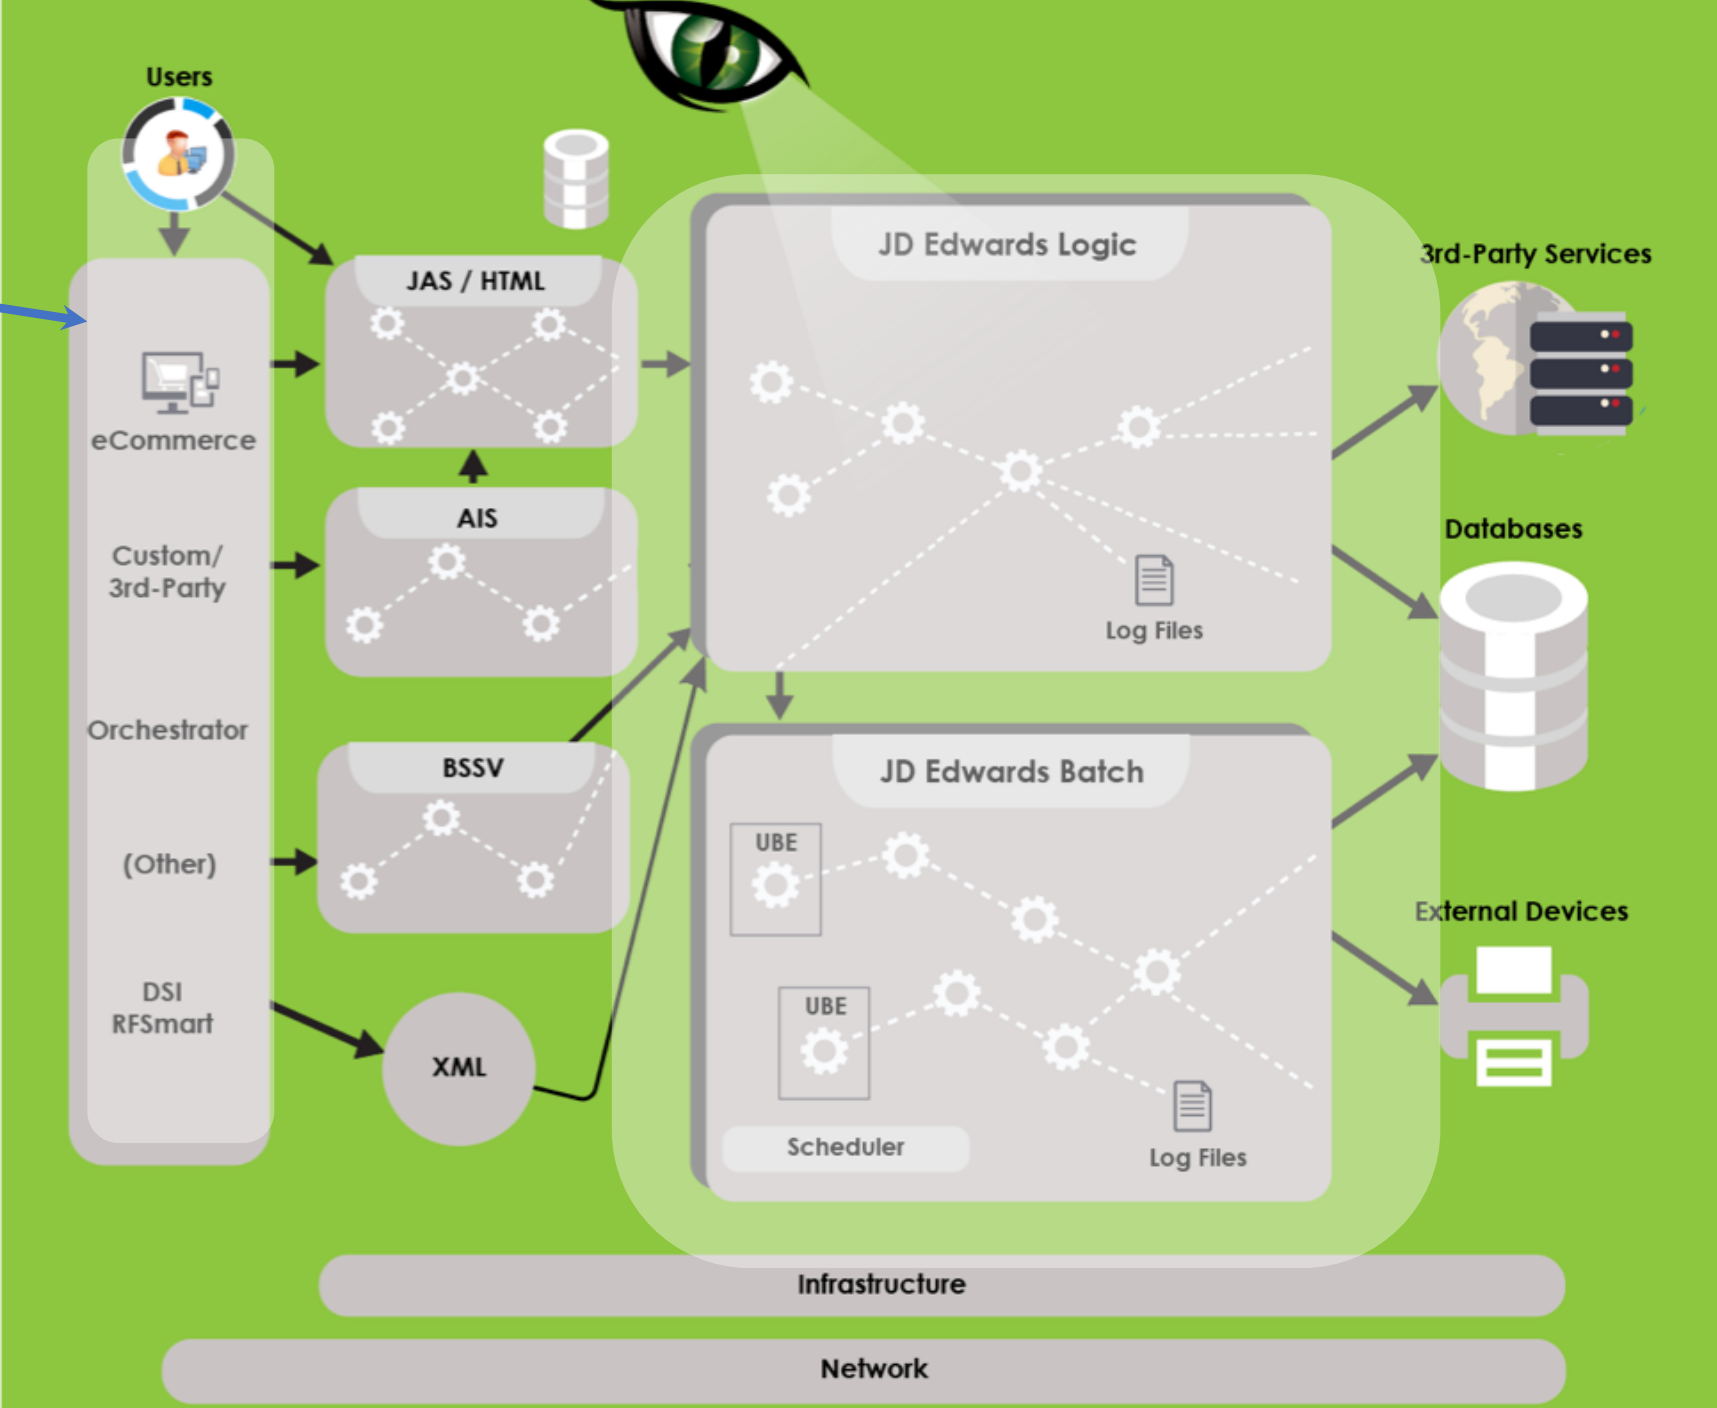 Users
JAS / HTML
JD Edwards Logic
3rd-Party Services
eCommerce
AIS
Custom/
3rd-Party
Databases
Log Files
Orchestrator
BSSV
JD Edwards Batch
UBE
(Other)
External Devices
DSI
RFSmart
UBE
XML
Scheduler
Log Files
Infrastructure
Network